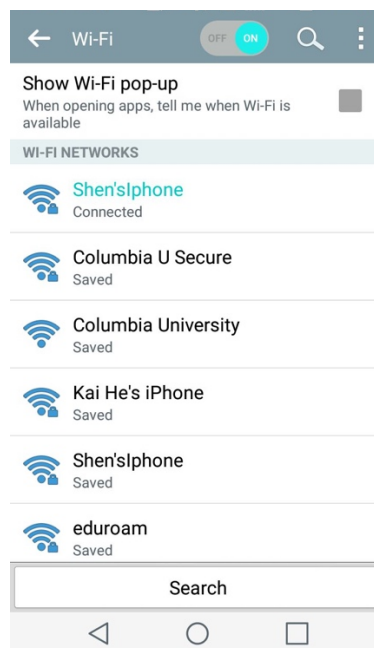 Wi-Fi
OFF ON
Show Wi-Fi pop-up
When opening apps, tell me when Wi-Fi is
available
WI-FI NETWORKS
Shen'sIphone
Connected
Columbia U Secure
Saved
Columbia University
Saved
Kai He's iPhone
Saved
Shen'sIphone
Saved
eduroam
Saved
Search